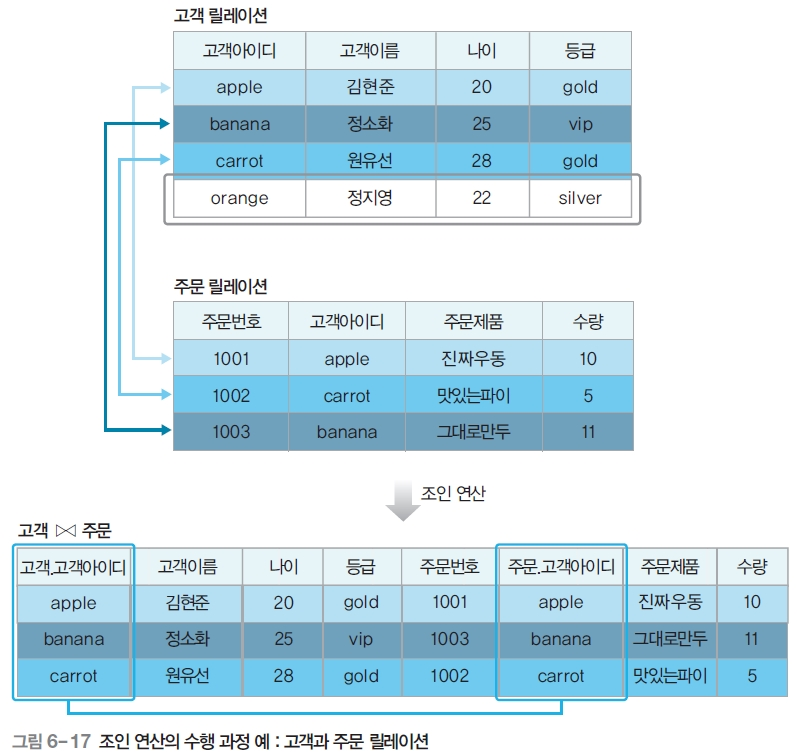 고객 릴레이션
고객아이디 고객이름 나이 등급
apple 김현준 20 gold
banana 정소화 25 vip
carrot 원유선 28 gold
orange 정지영 22 silver
주문 릴레이션
주문번호 고객아이디 주문제품 수량
1001 apple 진짜우동 10
1002 carrot 맛있는파이 5
1003 banana 그대로만두 11
조인 연산
고객 ⋈ 주문
고객.고객아이디 고객이름 나이 등급 주문번호 주문.고객아이디 주문제품 수량
apple 김현준 20 gold 1001 apple 진짜우동 10
banana 정소화 25 vip 1003 banana 그대로만두 11
carrot 원유선 28 gold 1002 carrot 맛있는파이 5
그림 6-17 조인 연산의 수행 과정 예 : 고객과 주문 릴레이션